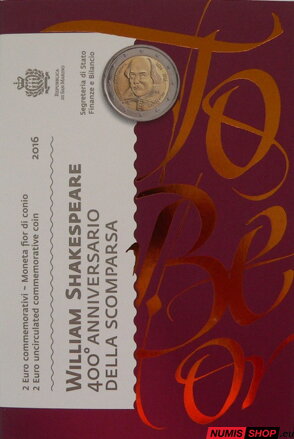 REPUBBLICA
DI SAN MARINO
Segreteria di Stato
Finanze e Bilancio
2016
WILLIAM SHAKESPEARE
400° ANNIVERSARIO
DELLA SCOMPARSA
2 Euro commemorativi – Moneta fior di conio
2 Euro uncirculated commemorative coin
To
Be
or
NUMIS SHOP.eu